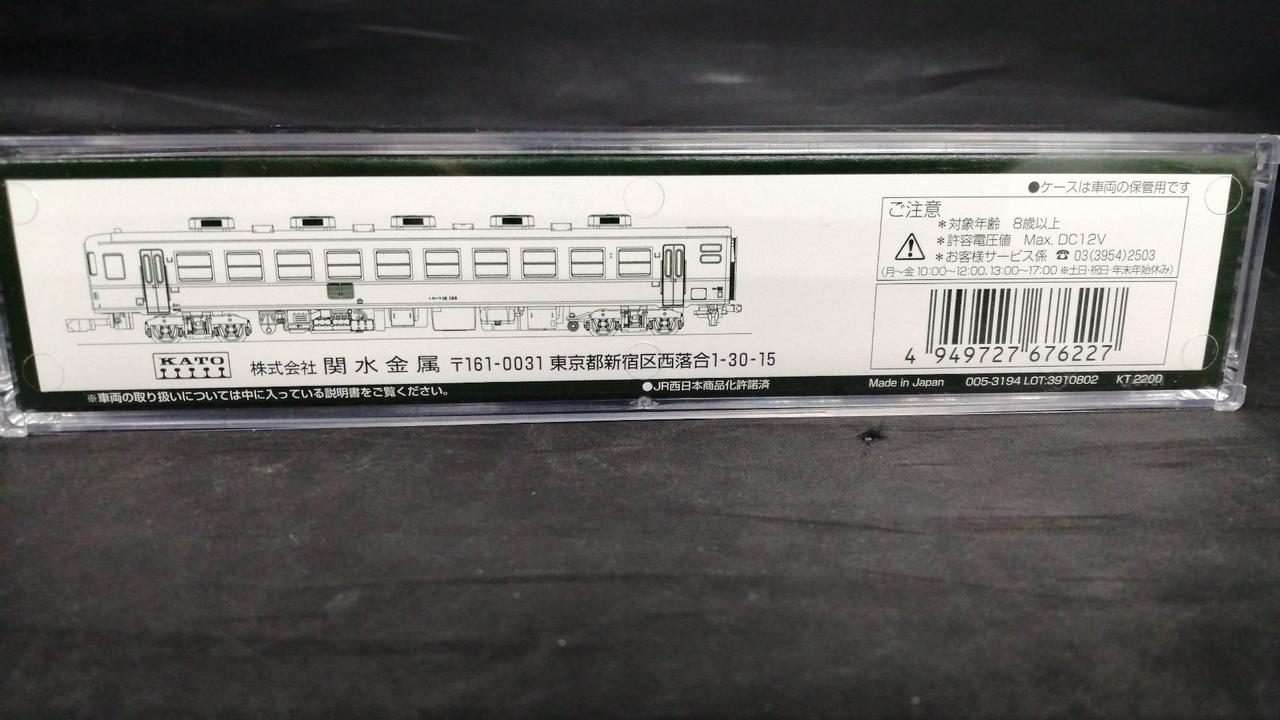 ●ケースは車両の保管用です
ご注意
＊対象年齢 8歳以上
＊許容電圧値 Max. DC12V
＊お客様サービス係 ☎ 03(3954)2503
(月～金 10:00～12:00、13:00～17:00 ※土日・祝日・年末年始休み)
4 949727 676227
KATO 株式会社 関水金属 〒161-0031 東京都新宿区西落合1-30-15
※車両の取り扱いについては中に入っている説明書をご覧ください。
●JR西日本商品化許諾済
Made in Japan 005-3194 LOT:3910802 KT 2200